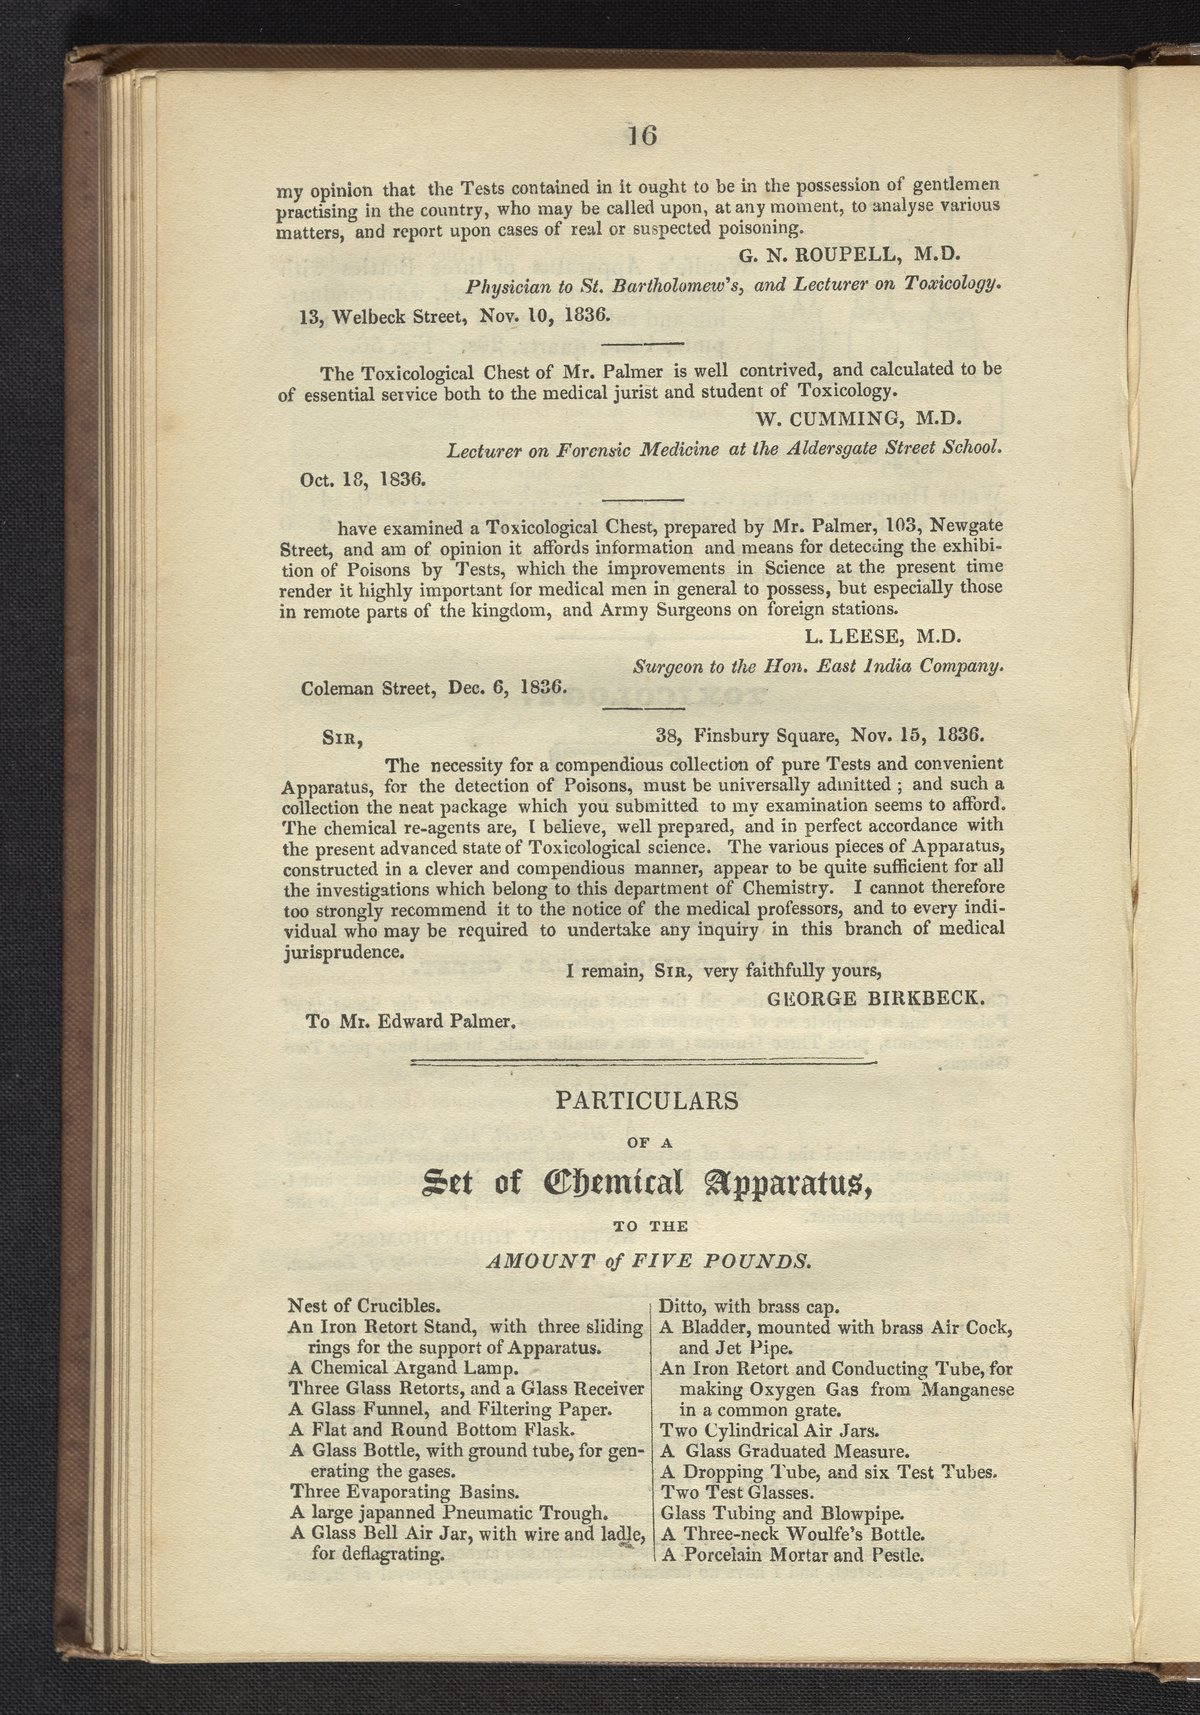 16
my opinion that the Tests contained in it ought to be in the possession of gentlemen
practising in the country, who may be called upon, at any moment, to analyse various
matters, and report upon cases of real or suspected poisoning.
G. N. ROUPELL, M.D.
Physician to St. Bartholomew's, and Lecturer on Toxicology.
13, Welbeck Street, Nov. 10, 1836.
The Toxicological Chest of Mr. Palmer is well contrived, and calculated to be
of essential service both to the medical jurist and student of Toxicology.
W. CUMMING, M.D.
Lecturer on Forensic Medicine at the Aldersgate Street School.
Oct. 18, 1836.
have examined a Toxicological Chest, prepared by Mr. Palmer, 103, Newgate
Street, and am of opinion it affords information and means for detecting the exhibi-
tion of Poisons by Tests, which the improvements in Science at the present time
render it highly important for medical men in general to possess, but especially those
in remote parts of the kingdom, and Army Surgeons on foreign stations.
L. LEESE, M.D.
Surgeon to the Hon. East India Company.
Coleman Street, Dec. 6, 1836.
SIR, 38, Finsbury Square, Nov. 15, 1836.
The necessity for a compendious collection of pure Tests and convenient
Apparatus, for the detection of Poisons, must be universally admitted ; and such a
collection the neat package which you submitted to my examination seems to afford.
The chemical re-agents are, I believe, well prepared, and in perfect accordance with
the present advanced state of Toxicological science. The various pieces of Apparatus,
constructed in a clever and compendious manner, appear to be quite sufficient for all
the investigations which belong to this department of Chemistry. I cannot therefore
too strongly recommend it to the notice of the medical professors, and to every indi-
vidual who may be required to undertake any inquiry in this branch of medical
jurisprudence.
I remain, SIR, very faithfully yours,
GEORGE BIRKBECK.
To Mr. Edward Palmer.
PARTICULARS
OF A
Set of Chemical Apparatus,
TO THE
AMOUNT of FIVE POUNDS.
Nest of Crucibles.
An Iron Retort Stand, with three sliding
rings for the support of Apparatus.
A Chemical Argand Lamp.
Three Glass Retorts, and a Glass Receiver
A Glass Funnel, and Filtering Paper.
A Flat and Round Bottom Flask.
A Glass Bottle, with ground tube, for gen-
erating the gases.
Three Evaporating Basins.
A large japanned Pneumatic Trough.
A Glass Bell Air Jar, with wire and ladle,
for deflagrating.
Ditto, with brass cap.
A Bladder, mounted with brass Air Cock,
and Jet Pipe.
An Iron Retort and Conducting Tube, for
making Oxygen Gas from Manganese
in a common grate.
Two Cylindrical Air Jars.
A Glass Graduated Measure.
A Dropping Tube, and six Test Tubes.
Two Test Glasses.
Glass Tubing and Blowpipe.
A Three-neck Woulfe's Bottle.
A Porcelain Mortar and Pestle.